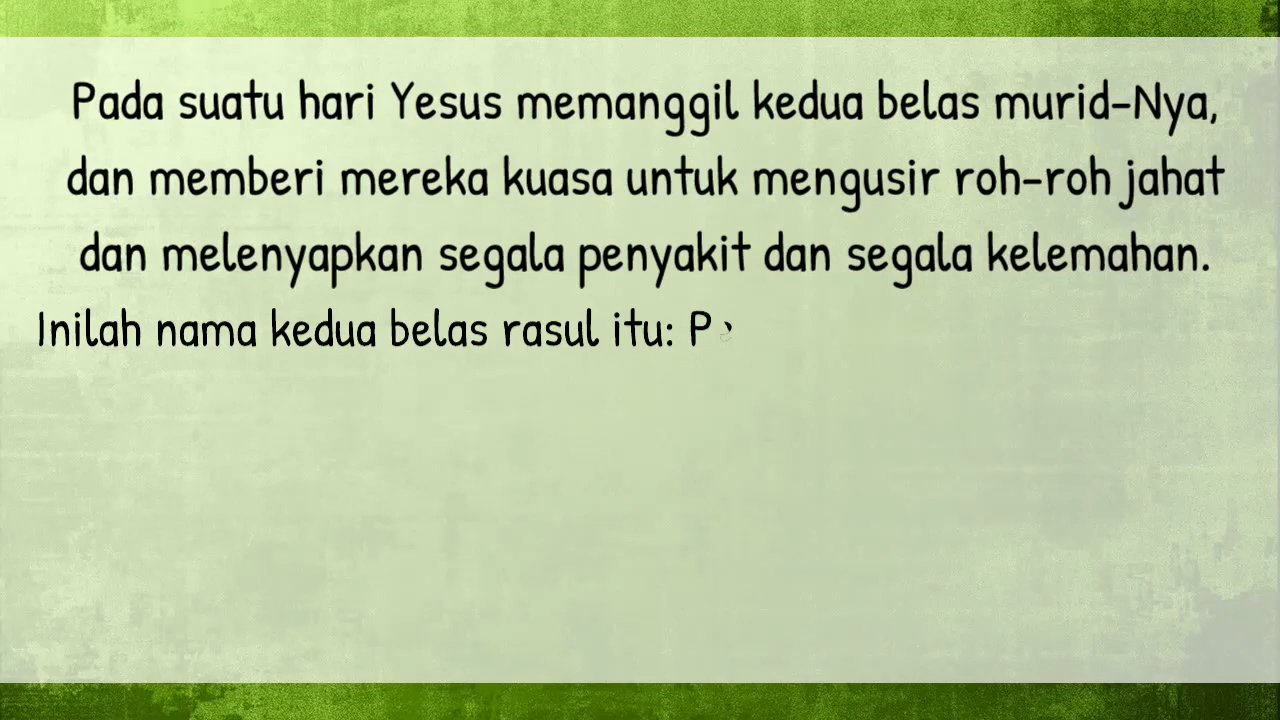 Pada suatu hari Yesus memanggil kedua belas murid-Nya,
dan memberi mereka kuasa untuk mengusir roh-roh jahat
dan melenyapkan segala penyakit dan segala kelemahan.
Inilah nama kedua belas rasul itu: P